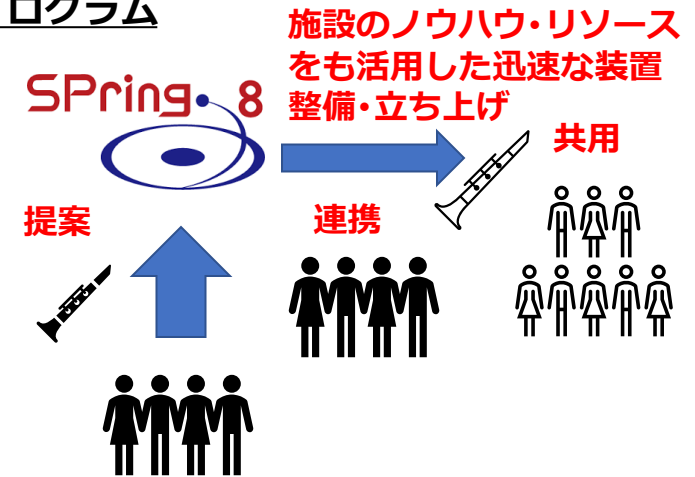 ログラム
施設のノウハウ・リソース
をも活用した迅速な装置
整備・立ち上げ
SPring-8
共用
提案
連携